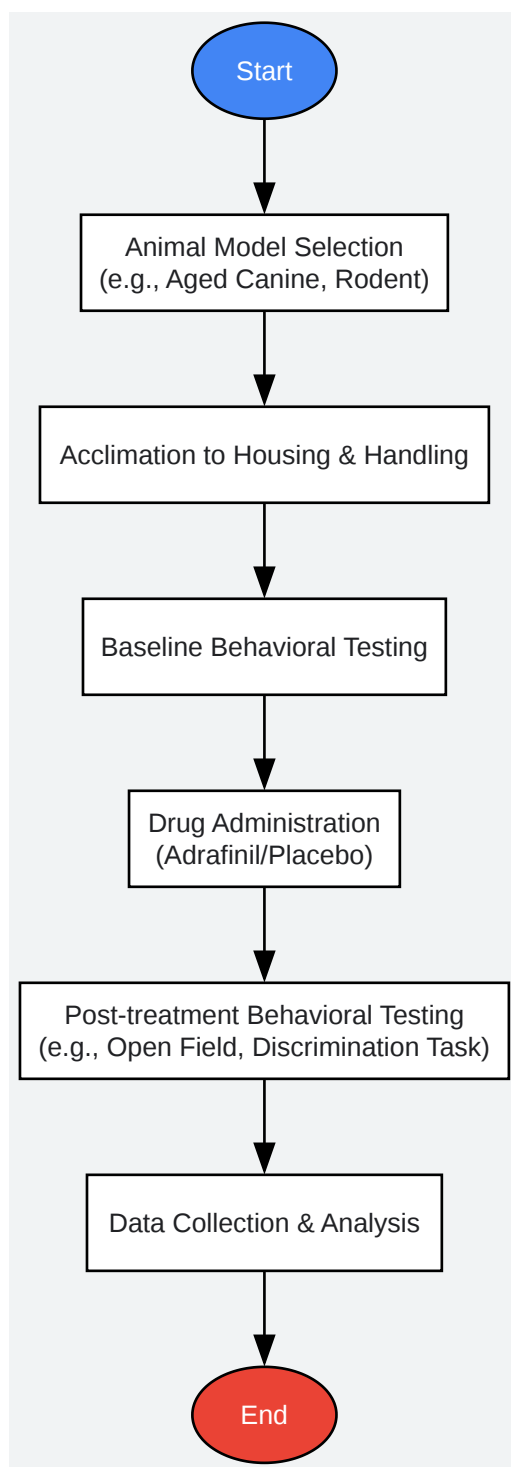 Start
Animal Model Selection
(e.g., Aged Canine, Rodent)
Acclimation to Housing & Handling
Baseline Behavioral Testing
Drug Administration
(Adrafinil/Placebo)
Post-treatment Behavioral Testing
(e.g., Open Field, Discrimination Task)
Data Collection & Analysis
End